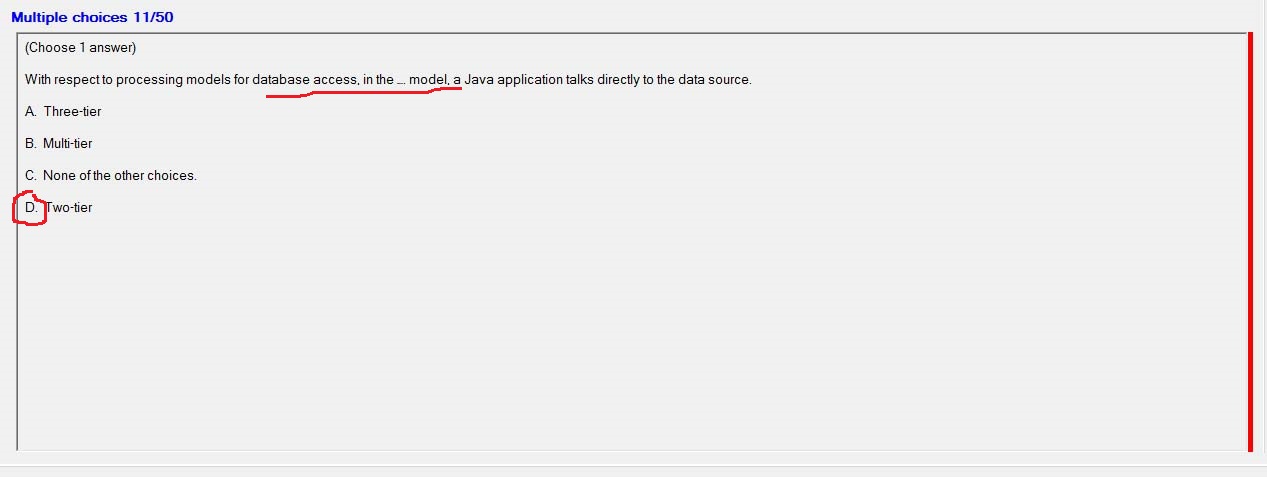 Multiple choices 11/50
(Choose 1 answer)
With respect to processing models for database access, in the ... model, a Java application talks directly to the data source.
A. Three-tier
B. Multi-tier
C. None of the other choices.
D. Two-tier